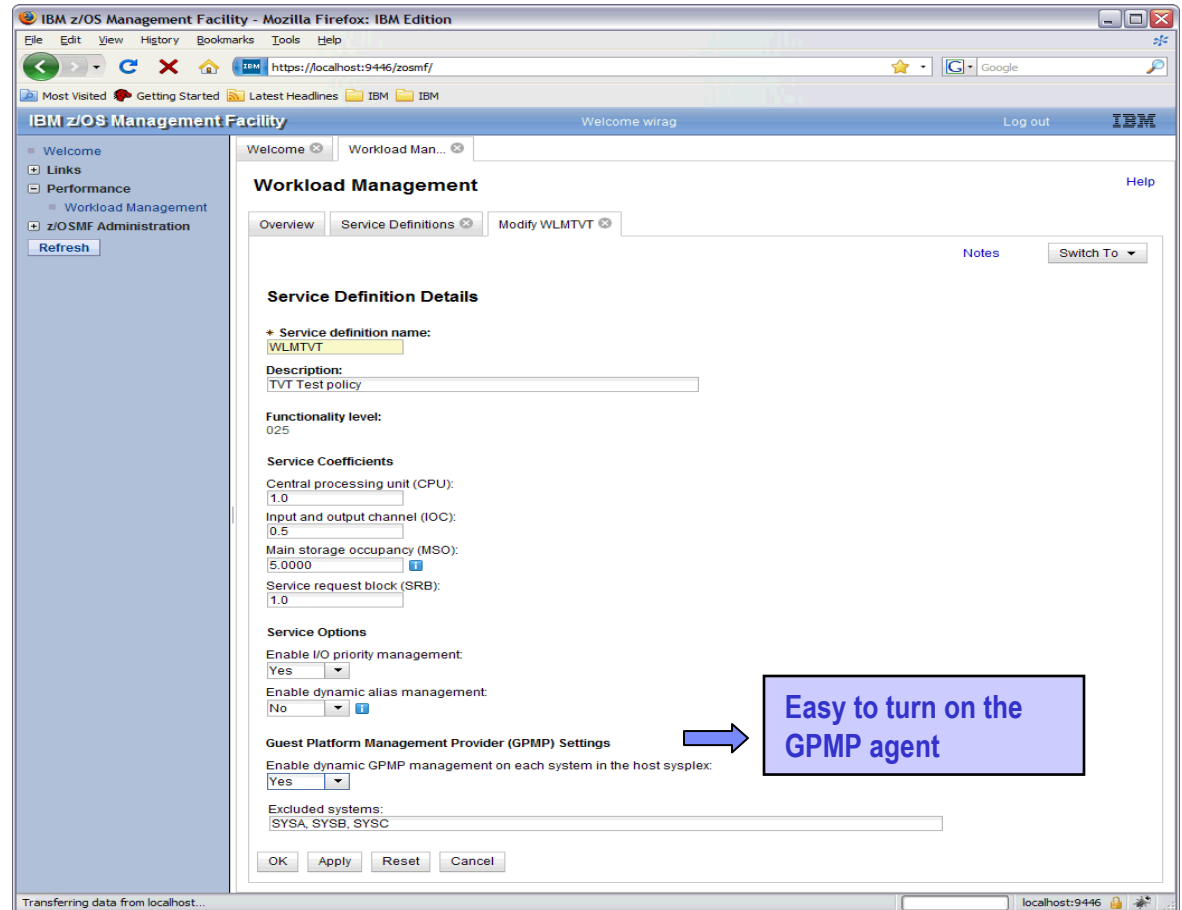 IBM z/OS Management Facility - Mozilla Firefox: IBM Edition
File Edit View History Bookmarks Tools Help
IBM https://localhost:9446/zosmf/ G Google
Most Visited Getting Started Latest Headlines IBM IBM
IBM z/OS Management Facility Welcome wirag Log out IBM
Welcome
Links
Performance
Workload Management
z/OSMF Administration
Refresh
Welcome Workload Man...
Workload Management Help
Overview Service Definitions Modify WLMTVT
Notes Switch To
Service Definition Details
* Service definition name:
WLMTVT
Description:
TVT Test policy
Functionality level:
025
Service Coefficients
Central processing unit (CPU):
1.0
Input and output channel (IOC):
0.5
Main storage occupancy (MSO):
5.0000
Service request block (SRB):
1.0
Service Options
Enable I/O priority management:
Yes
Enable dynamic alias management:
No
Guest Platform Management Provider (GPMP) Settings
Enable dynamic GPMP management on each system in the host sysplex:
Yes
Excluded systems:
SYSA, SYSB, SYSC
OK Apply Reset Cancel
Easy to turn on the
GPMP agent
Transferring data from localhost... localhost:9446